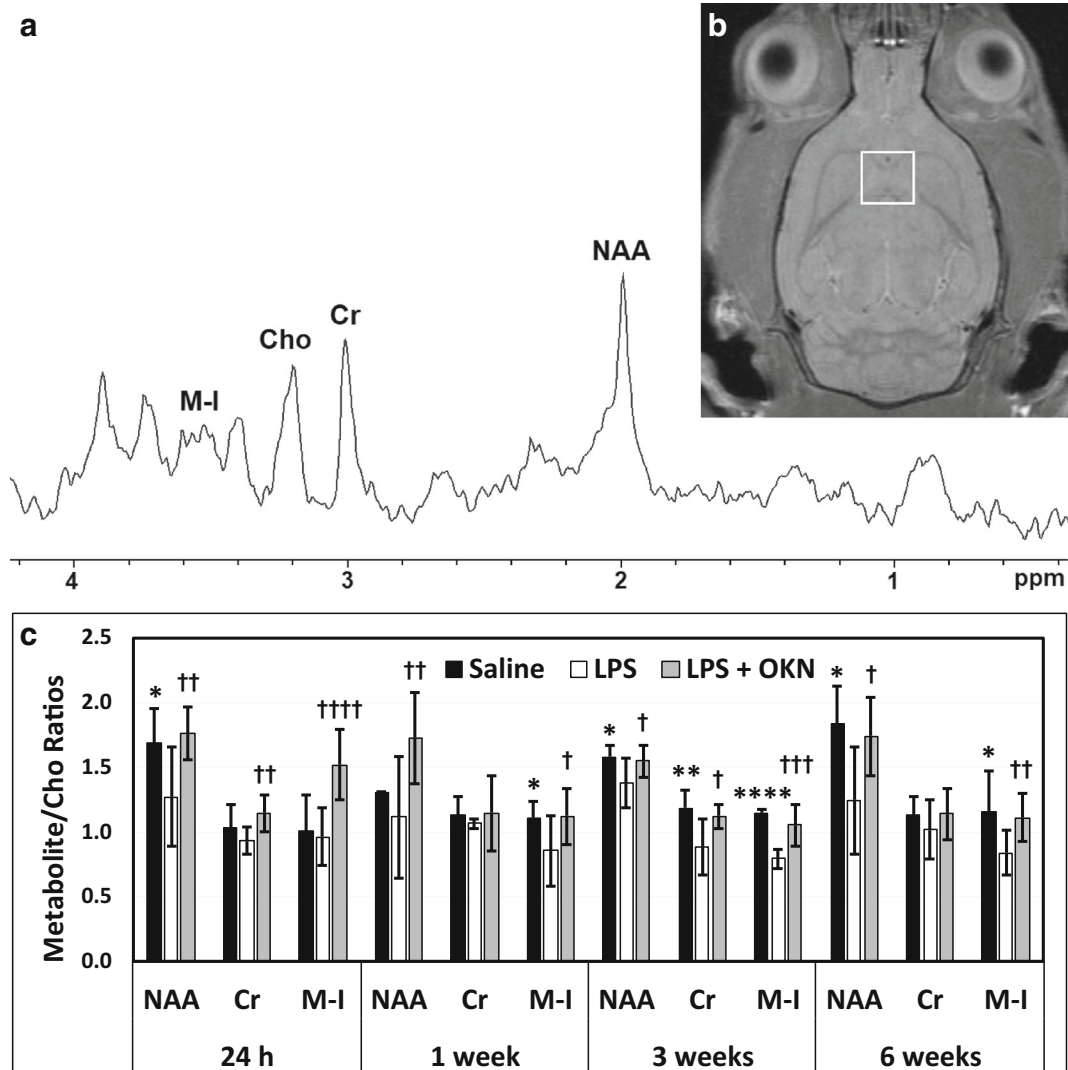 a
b
NAA
Cr
Cho
M-I
4 3 2 1 ppm
c
Metabolite/Cho Ratios
2.5
2.0
1.5
1.0
0.5
0.0
Saline LPS LPS + OKN
* †† †† †††† †† * † * † ** † **** ††† * † * ††
NAA Cr M-I NAA Cr M-I NAA Cr M-I NAA Cr M-I
24 h 1 week 3 weeks 6 weeks